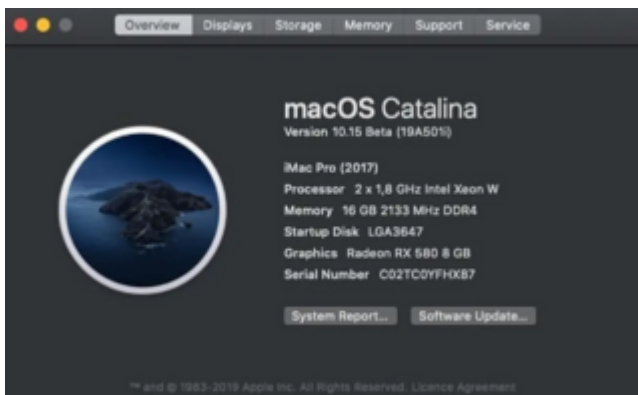 Overview Displays Storage Memory Support Service
macOS Catalina
Version 10.15 Beta (19A501i)
iMac Pro (2017)
Processor 2 x 1,8 GHz Intel Xeon W
Memory 16 GB 2133 MHz DDR4
Startup Disk LGA3647
Graphics Radeon RX 580 8 GB
Serial Number C02TC0YFHX87
System Report... Software Update...
™ and © 1983-2019 Apple Inc. All Rights Reserved. Licence Agreement